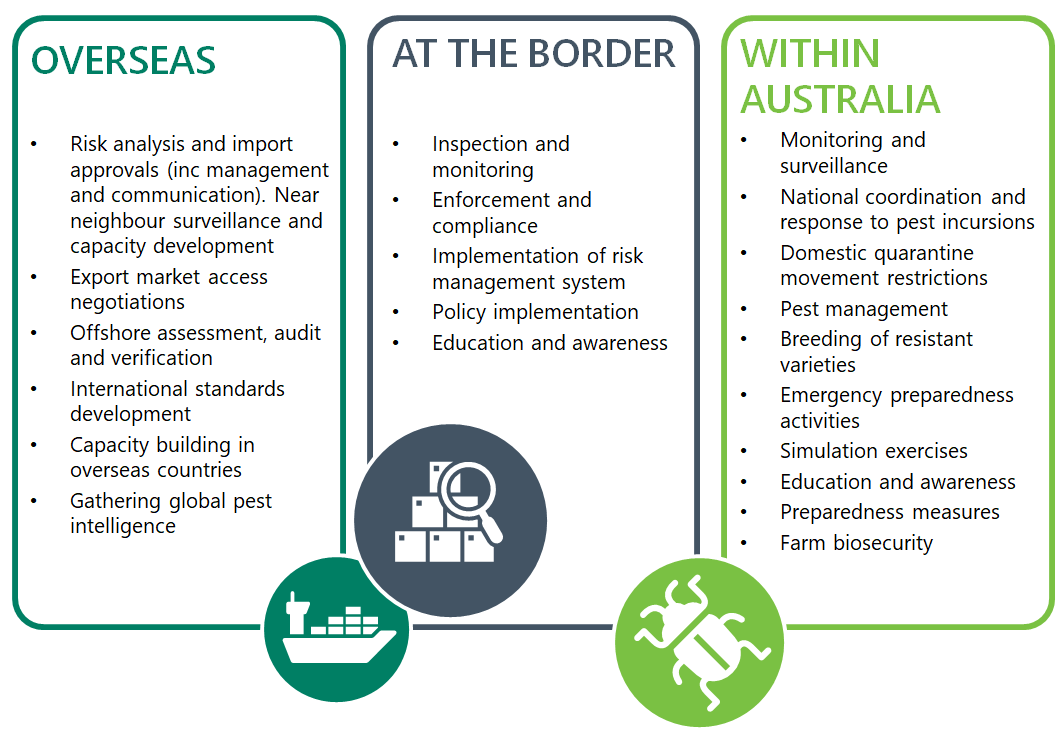 OVERSEAS
• Risk analysis and import
approvals (inc management
and communication). Near
neighbour surveillance and
capacity development
• Export market access
negotiations
• Offshore assessment, audit
and verification
• International standards
development
• Capacity building in
overseas countries
• Gathering global pest
intelligence
AT THE BORDER
• Inspection and
monitoring
• Enforcement and
compliance
• Implementation of risk
management system
• Policy implementation
• Education and awareness
WITHIN
AUSTRALIA
• Monitoring and
surveillance
• National coordination and
response to pest incursions
• Domestic quarantine
movement restrictions
• Pest management
• Breeding of resistant
varieties
• Emergency preparedness
activities
• Simulation exercises
• Education and awareness
• Preparedness measures
• Farm biosecurity